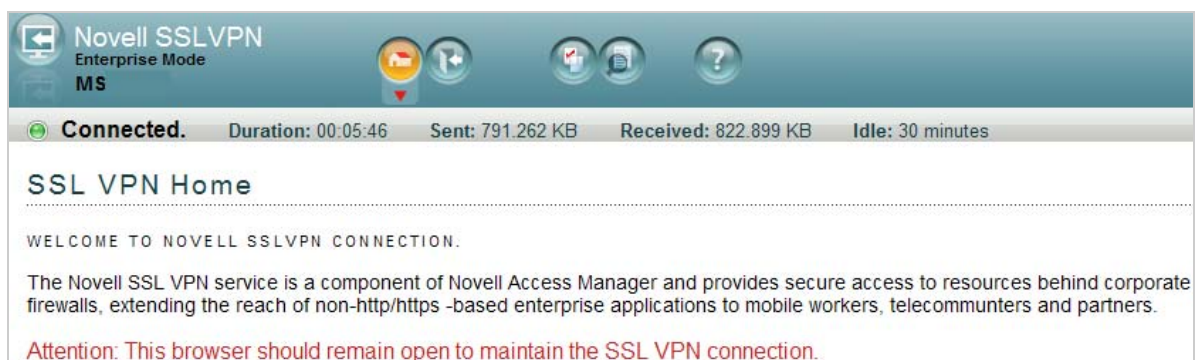 Novell SSLVPN
Enterprise Mode
MS
?
Connected. Duration: 00:05:46 Sent: 791.262 KB Received: 822.899 KB Idle: 30 minutes
SSL VPN Home
WELCOME TO NOVELL SSLVPN CONNECTION.
The Novell SSL VPN service is a component of Novell Access Manager and provides secure access to resources behind corporate
firewalls, extending the reach of non-http/https -based enterprise applications to mobile workers, telecommunters and partners.
Attention: This browser should remain open to maintain the SSL VPN connection.